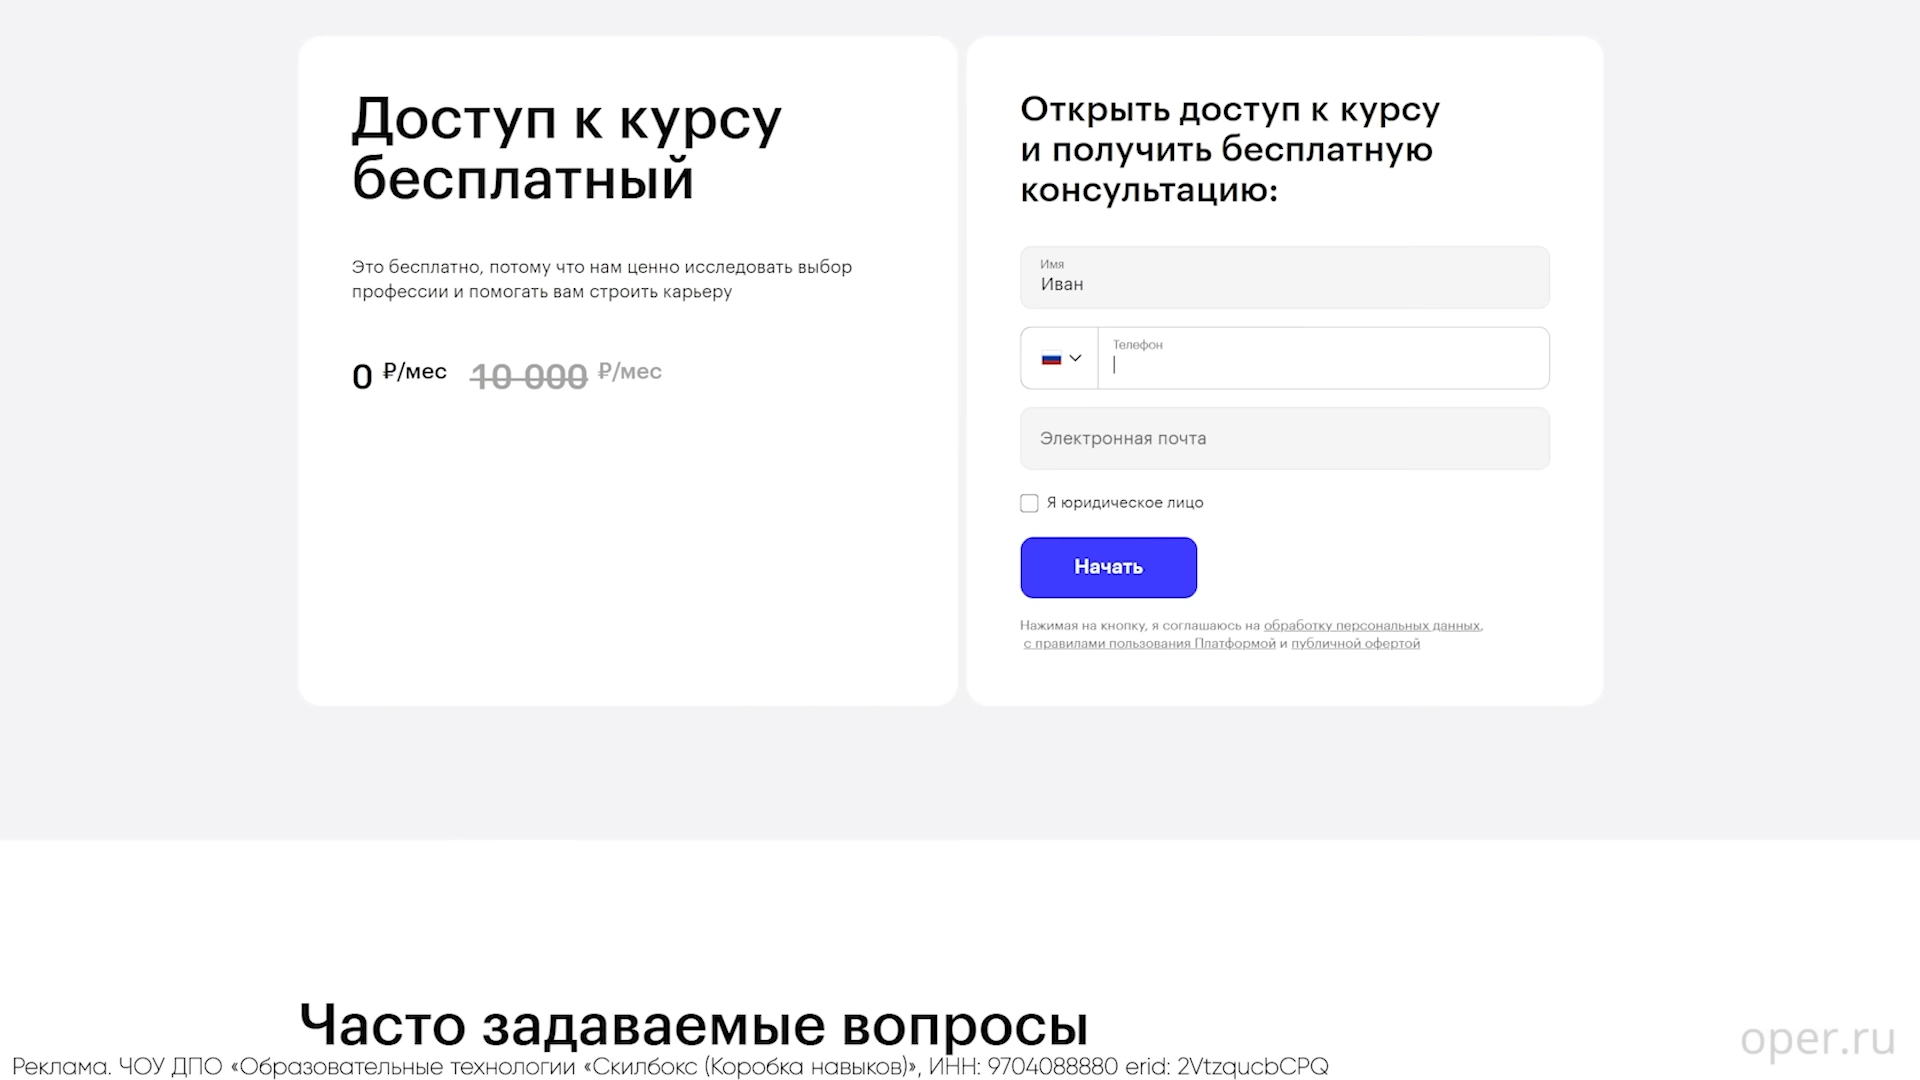 Доступ к курсу
бесплатный
Это бесплатно, потому что нам ценно исследовать выбор
профессии и помогать вам строить карьеру
0 ₽/мес 10 000 ₽/мес
Открыть доступ к курсу
и получить бесплатную
консультацию:
Имя
Иван
Телефон
Электронная почта
Я юридическое лицо
Начать
Нажимая на кнопку, я соглашаюсь на обработку персональных данных,
с правилами пользования Платформой и публичной офертой
Часто задаваемые вопросы
oper.ru
Реклама. ЧОУ ДПО «Образовательные технологии «Скилбокс (Коробка навыков)», ИНН: 9704088880 erid: 2VtzqucbCPQ